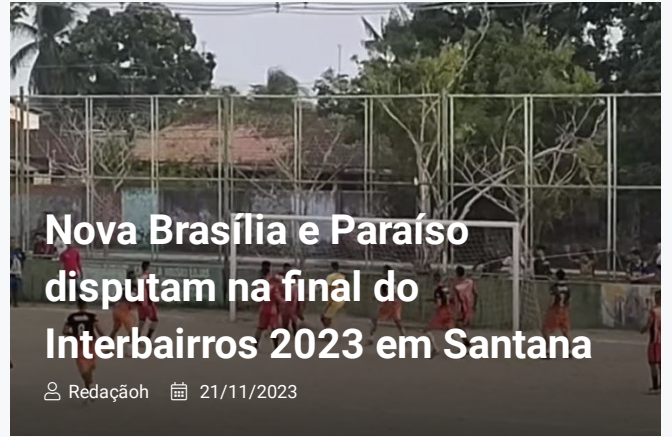 Nova Brasília e Paraíso
disputam na final do
Interbairros 2023 em Santana
Redaçãoh 21/11/2023